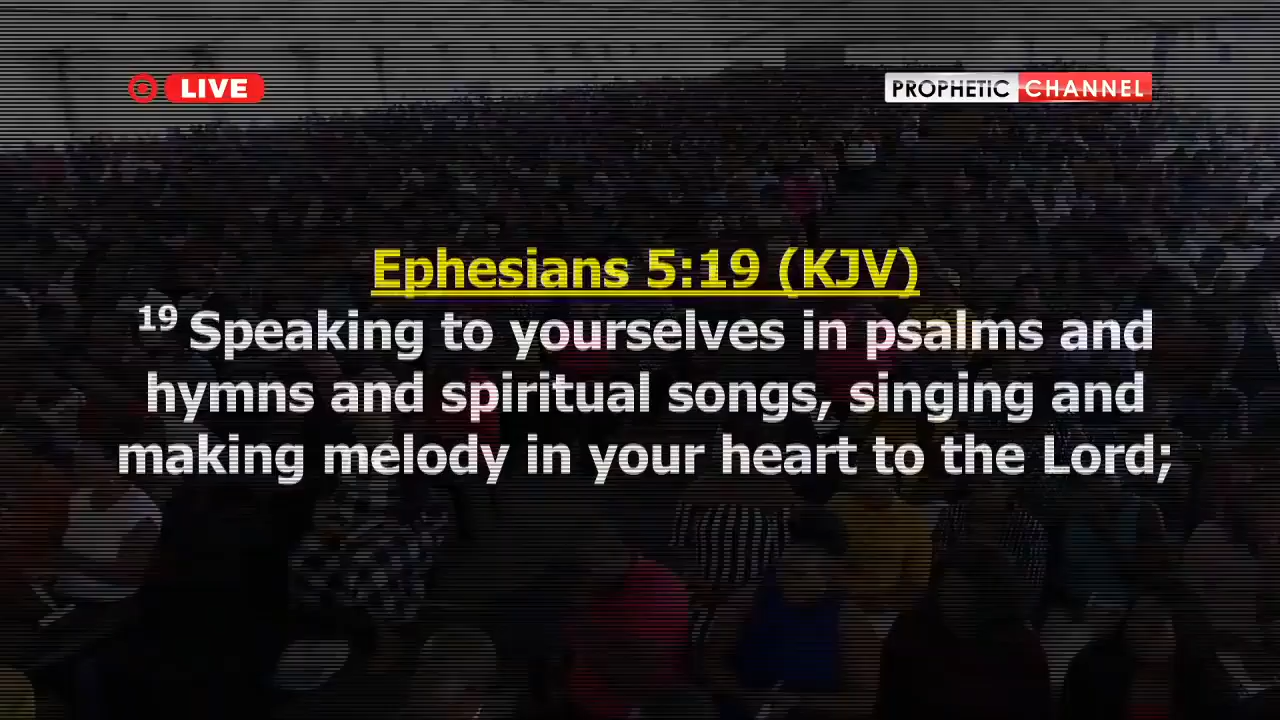 LIVE
PROPHETIC CHANNEL
Ephesians 5:19 (KJV)
19 Speaking to yourselves in psalms and
hymns and spiritual songs, singing and
making melody in your heart to the Lord;